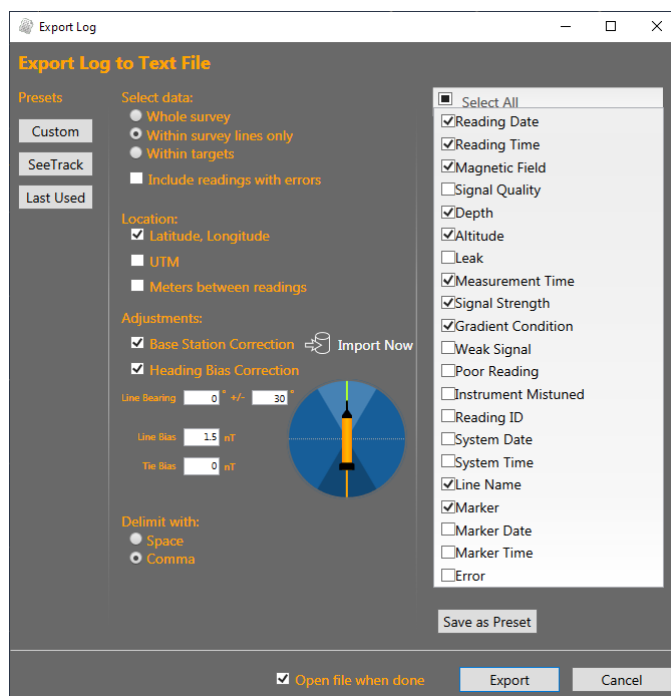 Export Log
Export Log to Text File
Presets
Custom
SeeTrack
Last Used
Select data:
Whole survey
Within survey lines only
Within targets
Include readings with errors
Location:
Latitude, Longitude
UTM
Meters between readings
Adjustments:
Base Station Correction Import Now
Heading Bias Correction
Line Bearing 0 ° +/- 30 °
Line Bias 1.5 nT
Tie Bias 0 nT
Delimit with:
Space
Comma
Select All
Reading Date
Reading Time
Magnetic Field
Signal Quality
Depth
Altitude
Leak
Measurement Time
Signal Strength
Gradient Condition
Weak Signal
Poor Reading
Instrument Mistuned
Reading ID
System Date
System Time
Line Name
Marker
Marker Date
Marker Time
Error
Save as Preset
Open file when done Export Cancel